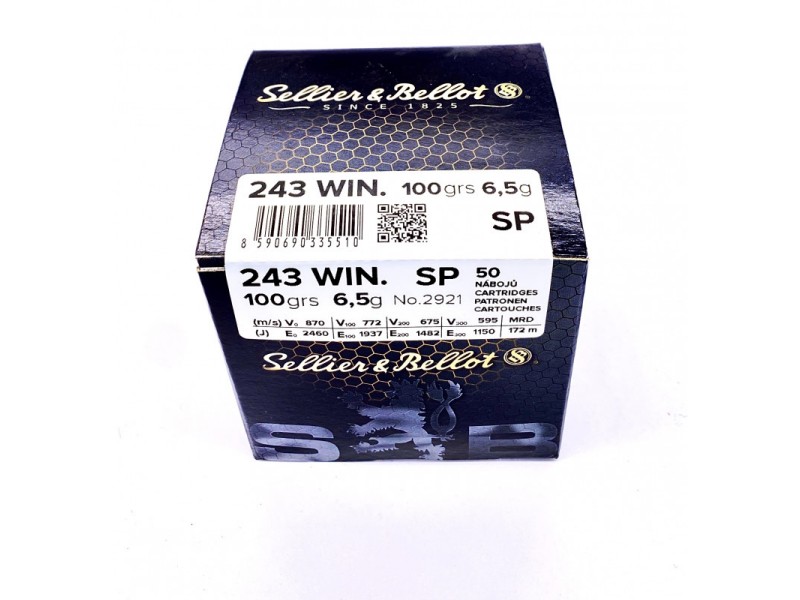 Sellier & Bellot S&B
SINCE 1825
243 WIN. 100grs 6,5g
8 590690 335510
SP
243 WIN. SP 50
NÁBOJŮ
CARTRIDGES
100grs 6,5g No.2921 PATRONEN
CARTOUCHES
(m/s) V0 870 V100 772 V200 675 V300 595 MRD
(J) E0 2460 E100 1937 E200 1482 E300 1150 172 m
Sellier & Bellot S&B
S&B